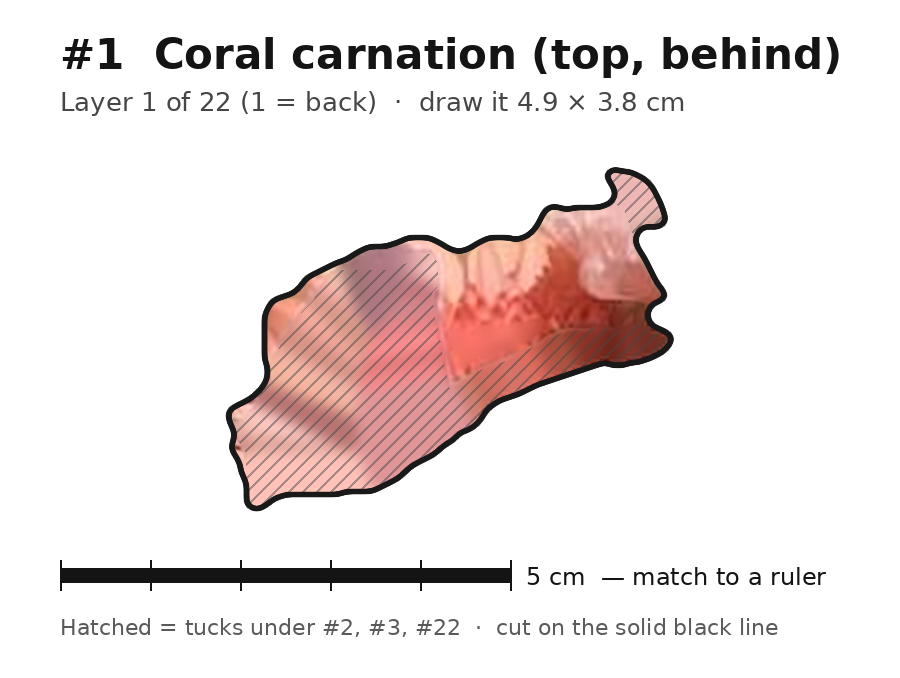 #1  Coral carnation (top, behind)
Layer 1 of 22 (1 = back)  ·  draw it 4.9 × 3.8 cm
5 cm  — match to a ruler
Hatched = tucks under #2, #3, #22  ·  cut on the solid black line